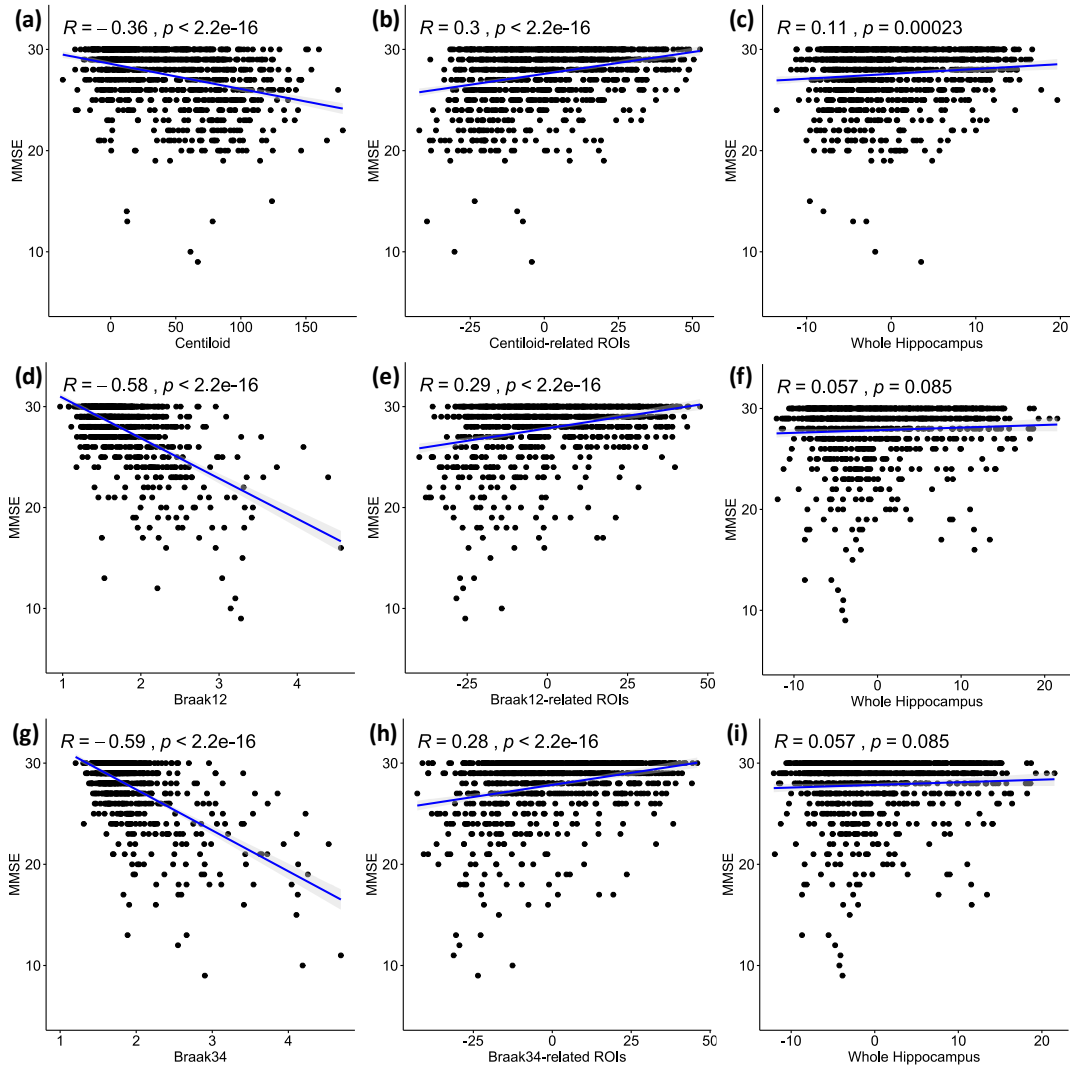 (a) (b) (c)
R = − 0.36 , p < 2.2e-16 R = 0.3 , p < 2.2e-16 R = 0.11 , p = 0.00023
30 30 30
MMSE MMSE MMSE
20 20 20
10 10 10
0 50 100 150 -25 0 25 50 -10 0 10 20
Centiloid Centiloid-related ROIs Whole Hippocampus
(d) (e) (f)
R = − 0.58 , p < 2.2e-16 R = 0.29 , p < 2.2e-16 R = 0.057 , p = 0.085
30 30 30
MMSE MMSE MMSE
20 20 20
10 10 10
1 2 3 4 -25 0 25 50 -10 0 10 20
Braak12 Braak12-related ROIs Whole Hippocampus
(g) (h) (i)
R = − 0.59 , p < 2.2e-16 R = 0.28 , p < 2.2e-16 R = 0.057 , p = 0.085
30 30 30
MMSE MMSE MMSE
20 20 20
10 10 10
1 2 3 4 -25 0 25 50 -10 0 10 20
Braak34 Braak34-related ROIs Whole Hippocampus